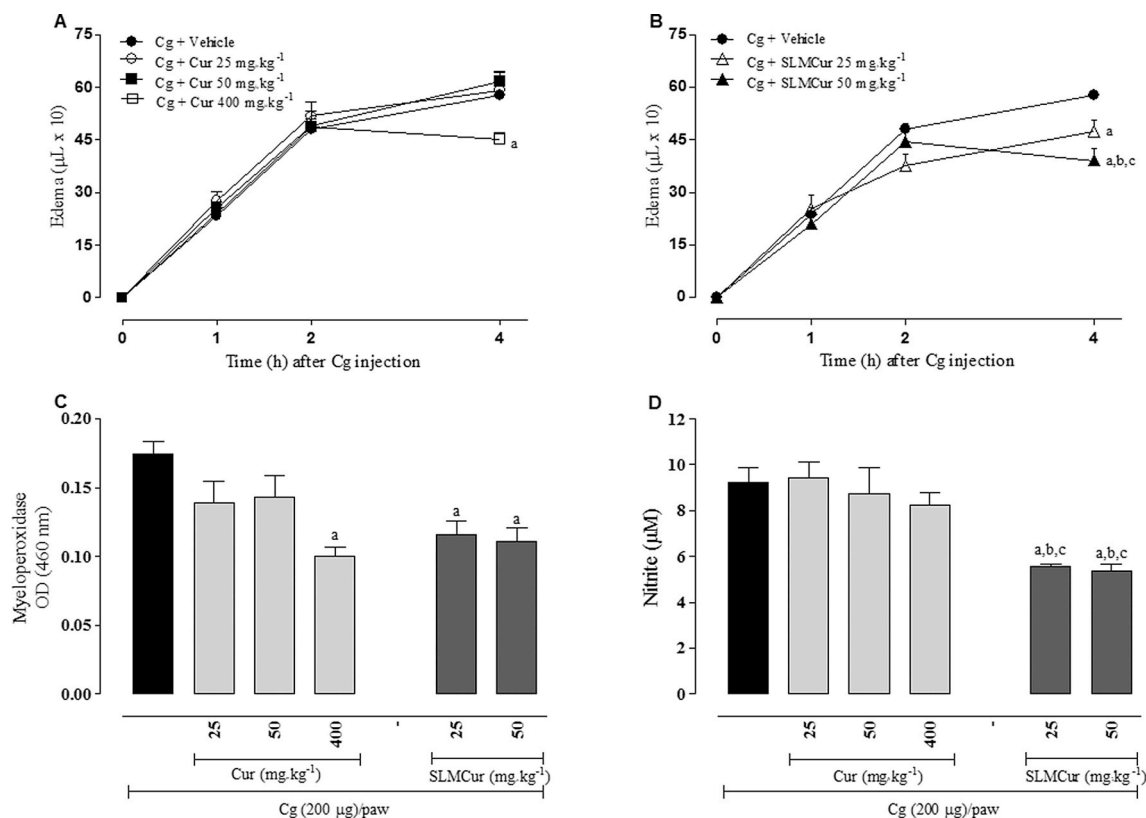 A
75
60
45
30
15
0
Edema (µL x 10)
Cg + Vehicle
Cg + Cur 25 mg.kg⁻¹
Cg + Cur 50 mg.kg⁻¹
Cg + Cur 400 mg.kg⁻¹
a
0 1 2 4
Time (h) after Cg injection
B
75
60
45
30
15
0
Edema (µL x 10)
Cg + Vehicle
Cg + SLMCur 25 mg.kg⁻¹
Cg + SLMCur 50 mg.kg⁻¹
a
a,b,c
0 1 2 4
Time (h) after Cg injection
C
0.20
0.15
0.10
0.05
0.00
Myeloperoxidase
OD (460 nm)
a
a
a
25 50 400 - 25 50
Cur (mg.kg⁻¹) SLMCur (mg.kg⁻¹)
Cg (200 µg)/paw
D
12
10
8
6
4
2
0
Nitrite (µM)
a,b,c a,b,c
25 50 400 - 25 50
Cur (mg.kg⁻¹) SLMCur (mg.kg⁻¹)
Cg (200 µg)/paw